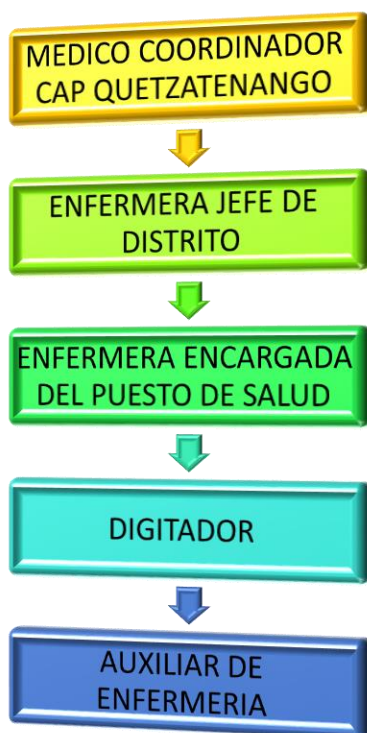 MEDICO COORDINADOR
CAP QUETZATENANGO
ENFERMERA JEFE DE
DISTRITO
ENFERMERA ENCARGADA
DEL PUESTO DE SALUD
DIGITADOR
AUXILIAR DE
ENFERMERIA